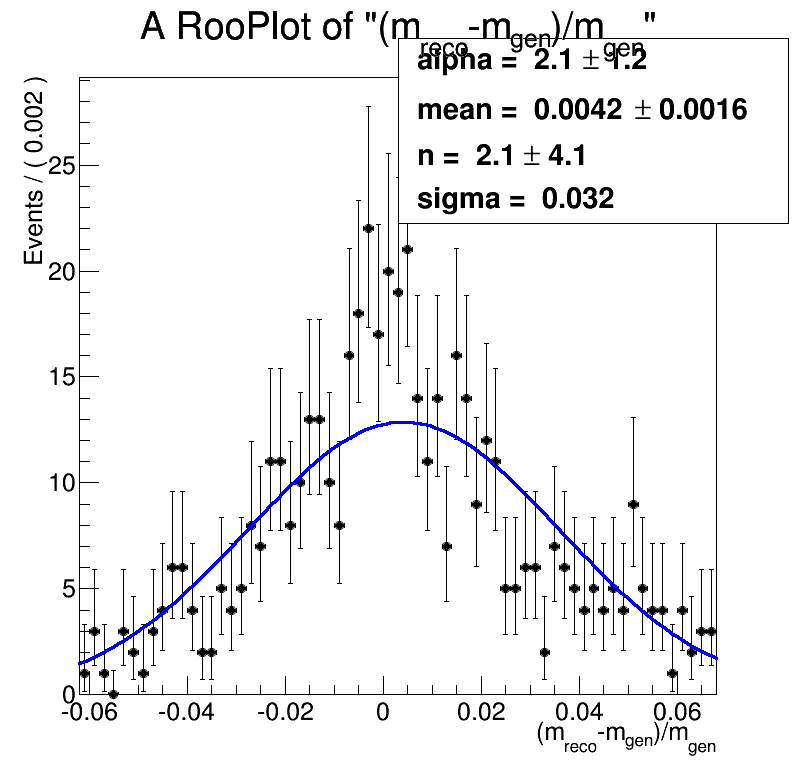 A RooPlot of "(mreco-mgen)/mgen"
alpha = 2.1 ± 1.2
mean = 0.0042 ± 0.0016
n = 2.1 ± 4.1
sigma = 0.032
Events / ( 0.002 )
25
20
15
10
5
0
-0.06 -0.04 -0.02 0 0.02 0.04 0.06
(mreco-mgen)/mgen